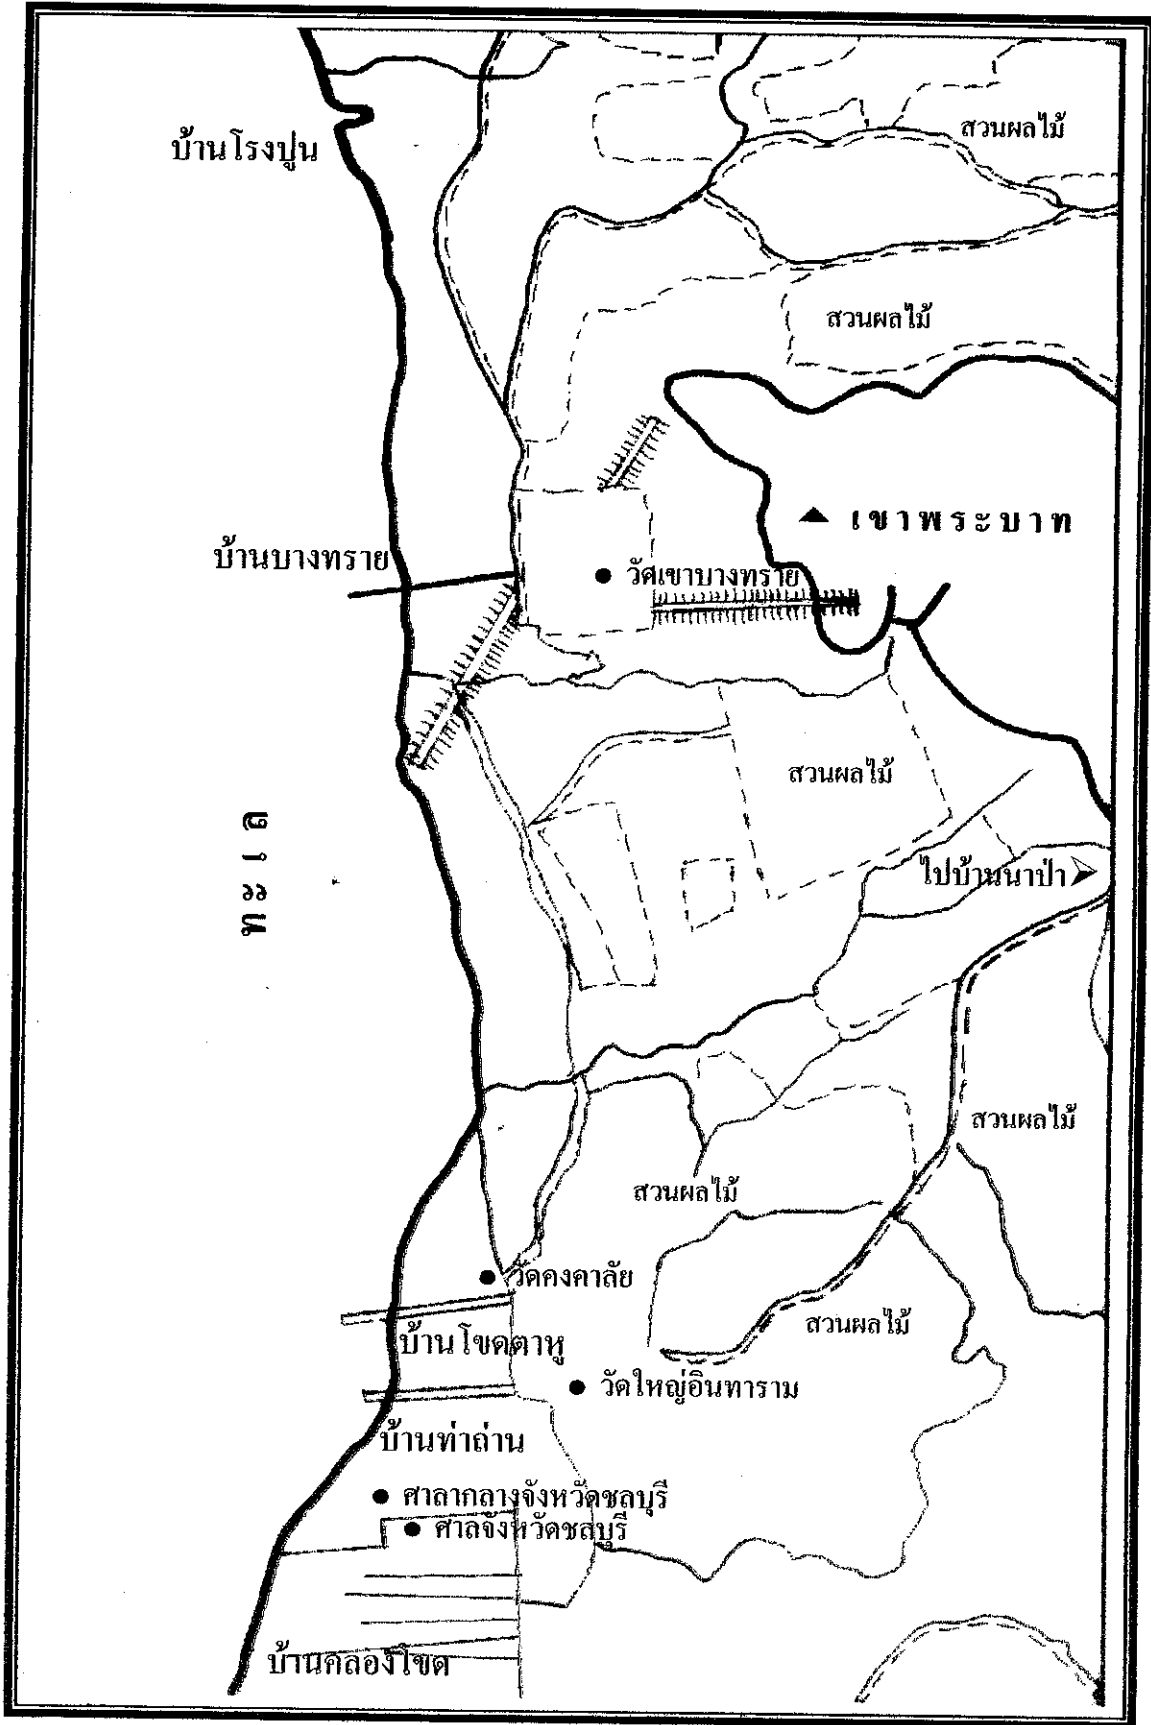 สวนผลไม้
บ้านโรงปูน
สวนผลไม้
เขาพระบาท
บ้านบางทราย
วัดเขาบางทราย
สวนผลไม้
ทะเล
ไปบ้านนาป่า
สวนผลไม้
สวนผลไม้
วัดคงคาลัย
สวนผลไม้
บ้านโขดตาหู
วัดใหญ่อินทาราม
บ้านท่าถ่าน
ศาลากลางจังหวัดชลบุรี
ศาลจังหวัดชลบุรี
บ้านคลองโขด